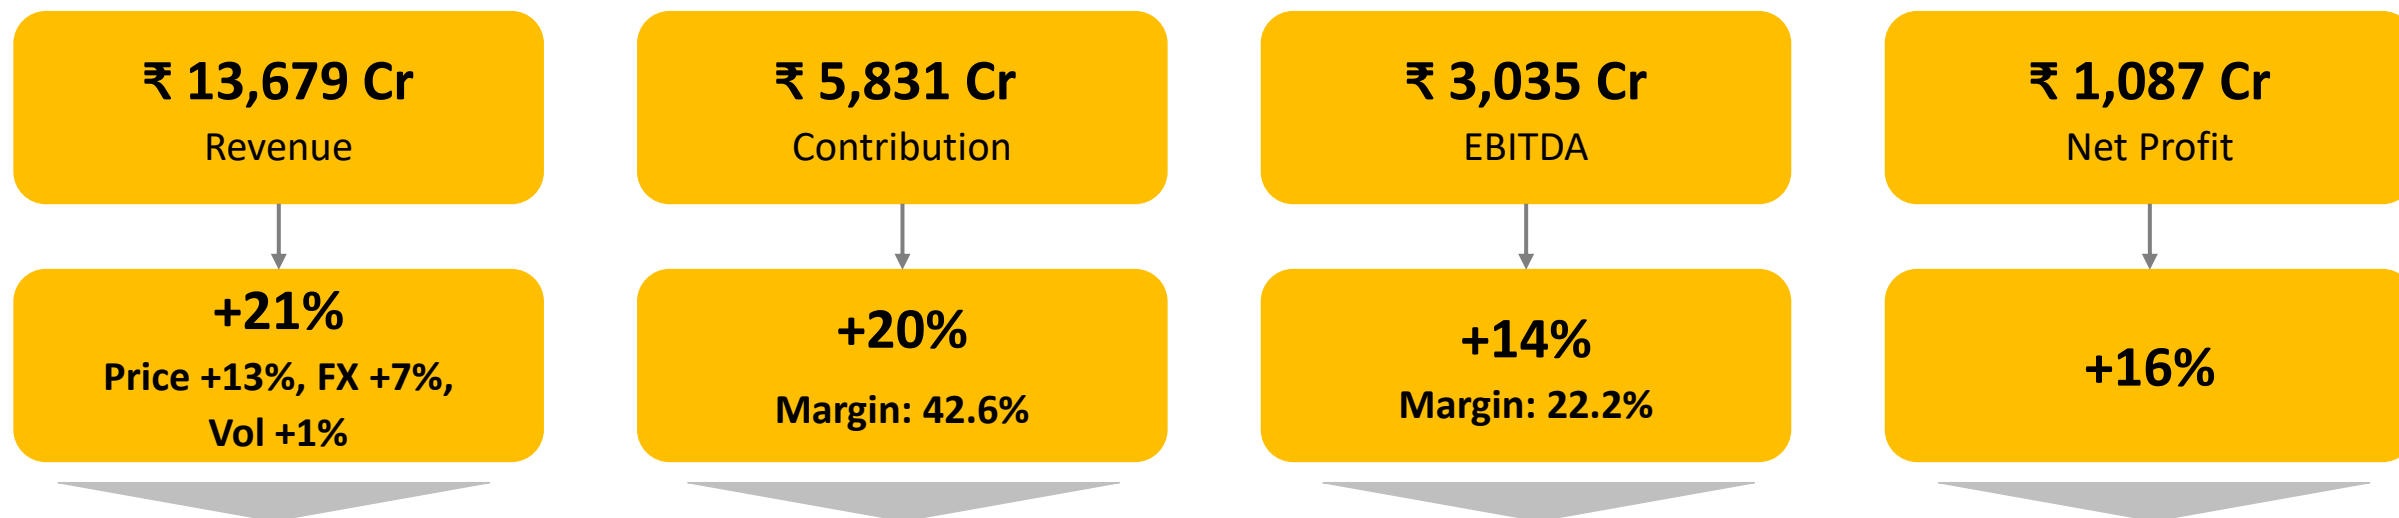 ₹ 13,679 Cr
Revenue
₹ 5,831 Cr
Contribution
₹ 3,035 Cr
EBITDA
₹ 1,087 Cr
Net Profit
+21%
Price +13%, FX +7%,
Vol +1%
+20%
Margin: 42.6%
+14%
Margin: 22.2%
+16%